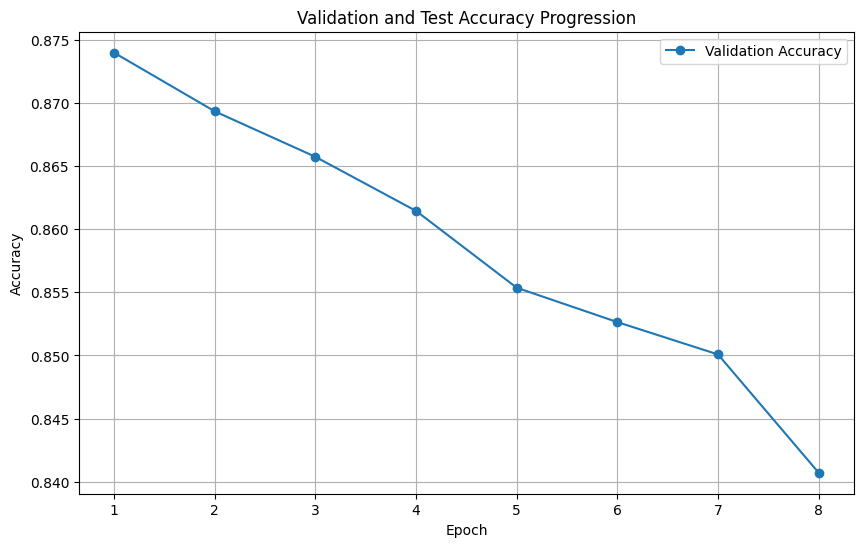 Validation and Test Accuracy Progression
Validation Accuracy
Accuracy
0.875
0.870
0.865
0.860
0.855
0.850
0.845
0.840
1 2 3 4 5 6 7 8
Epoch